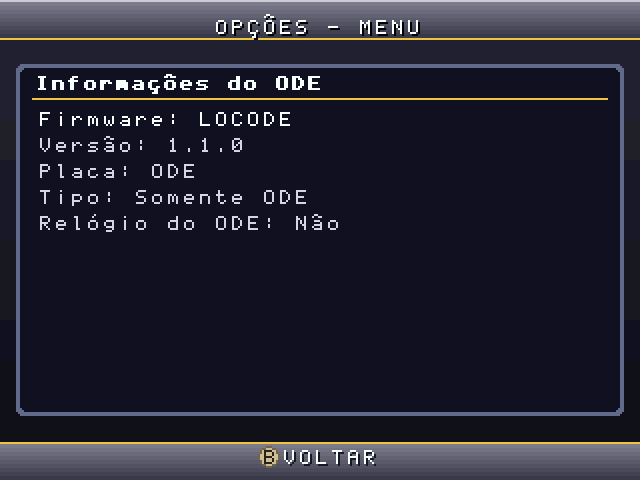 OPÇÕES - MENU
Informações do ODE
Firmware: LOCODE
Versão: 1.1.0
Placa: ODE
Tipo: Somente ODE
Relógio do ODE: Não
B VOLTAR